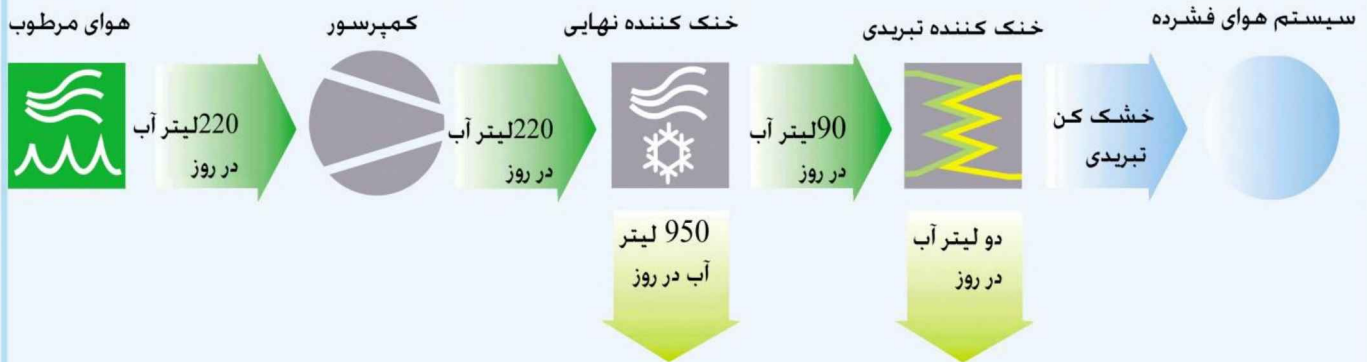 هوای مرطوب
کمپرسور
خنک کننده نهایی
خنک کننده تبریدی
سیستم هوای فشرده
220لیتر آب
در روز
220لیتر آب
در روز
90لیتر آب
در روز
خشک کن
تبریدی
950 لیتر
آب در روز
دو لیتر آب
در روز